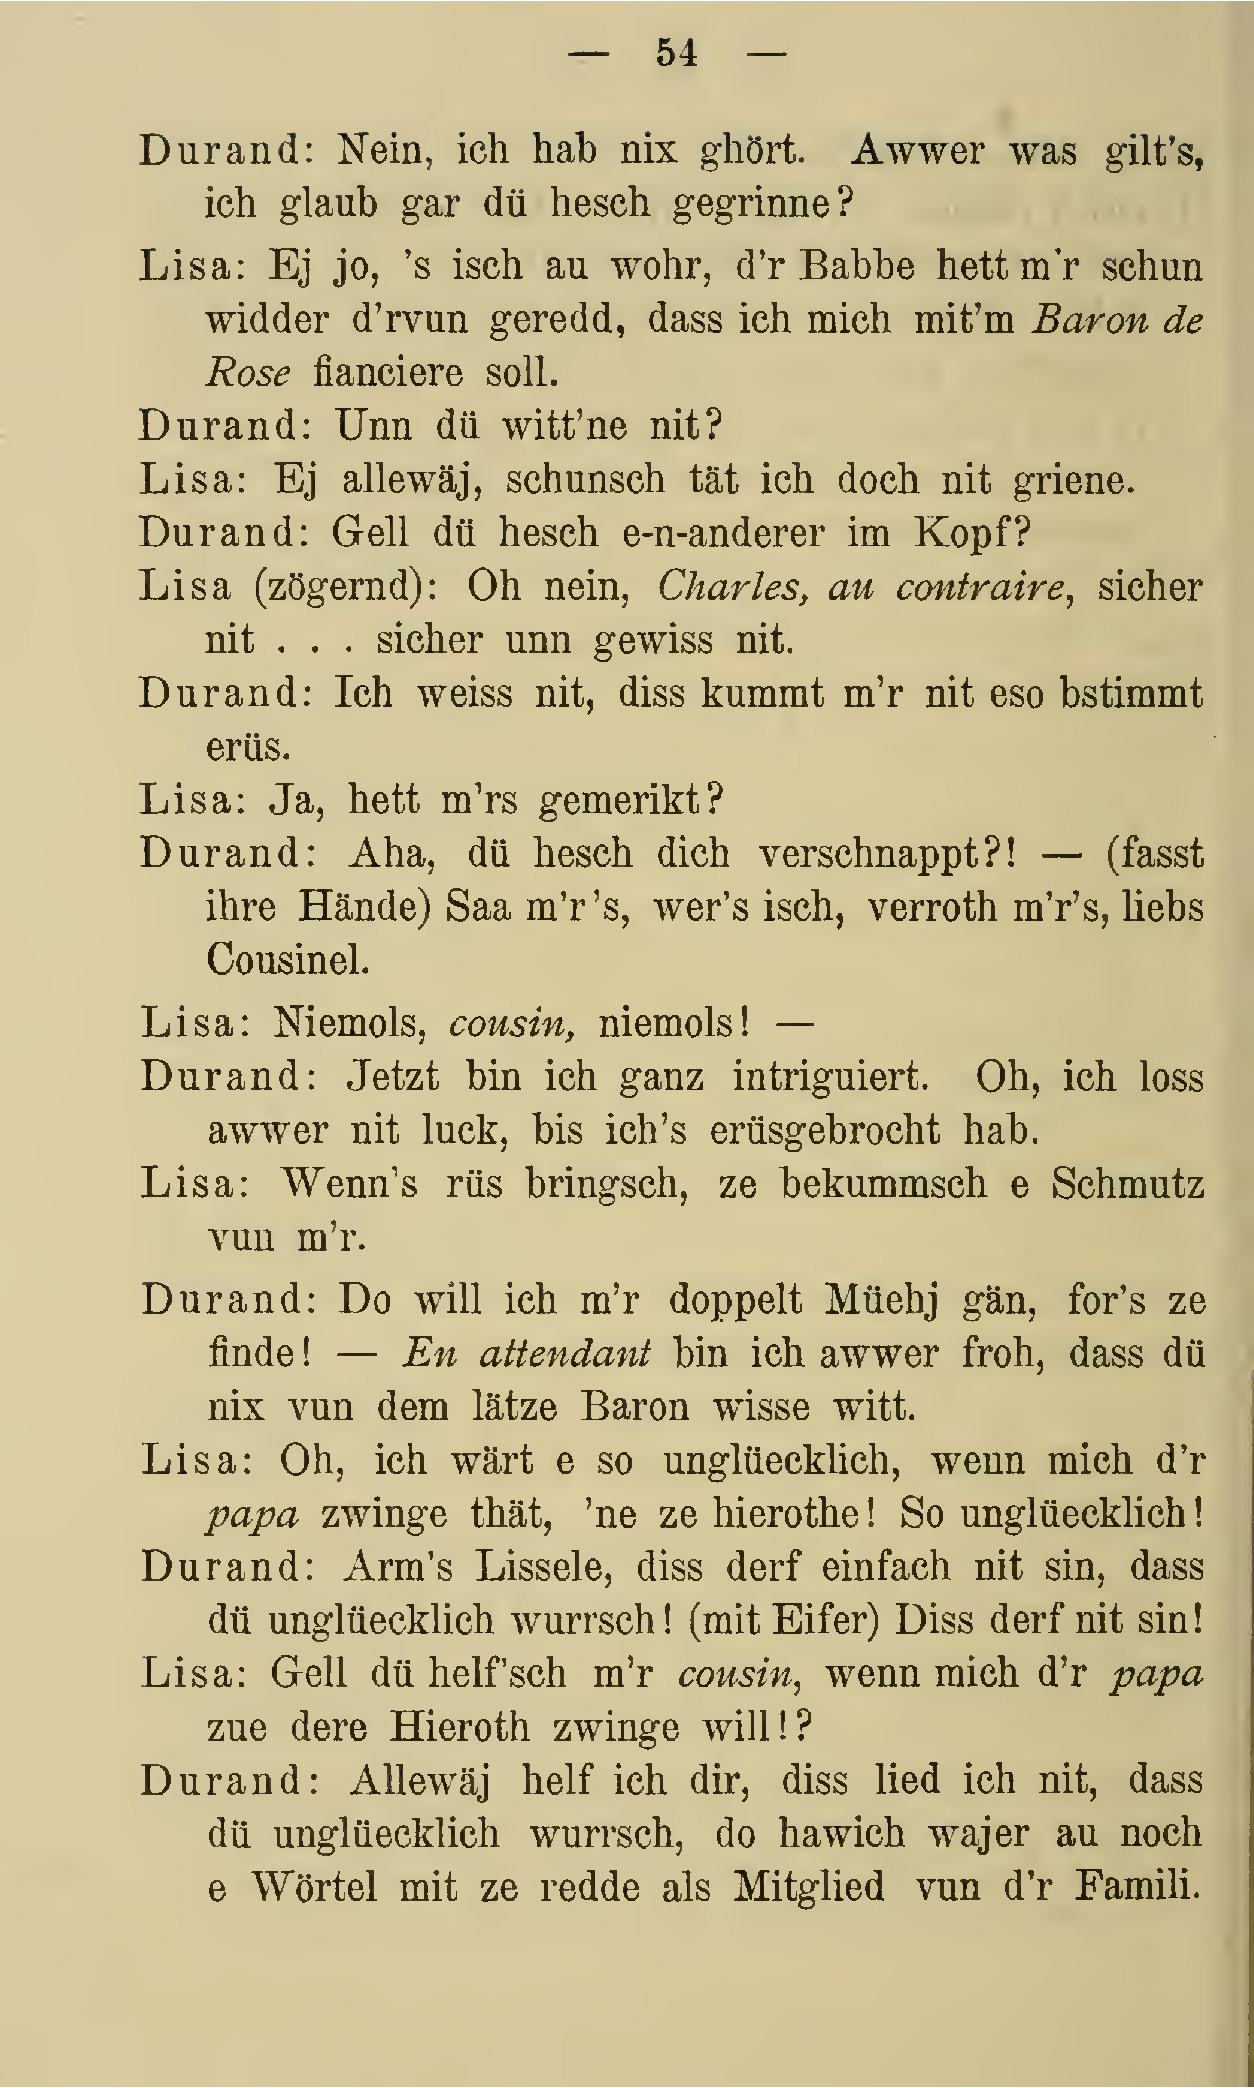 — 54 —
Durand: Nein, ich hab nix ghört. Awwer was gilt's,
ich glaub gar dü hesch gegrinne?
Lisa: Ej jo, 's isch au wohr, d'r Babbe hett m'r schun
widder d'rvun geredd, dass ich mich mit'm Baron de
Rose fianciere soll.
Durand: Unn dü witt'ne nit?
Lisa: Ej allewäj, schunsch tät ich doch nit griene.
Durand: Gell dü hesch e-n-anderer im Kopf?
Lisa (zögernd): Oh nein, Charles, au contraire, sicher
nit . . . sicher unn gewiss nit.
Durand: Ich weiss nit, diss kummt m'r nit eso bstimmt
erüs.
Lisa: Ja, hett m'rs gemerikt?
Durand: Aha, dü hesch dich verschnappt?! — (fasst
ihre Hände) Saa m'r's, wer's isch, verroth m'r's, liebs
Cousinel.
Lisa: Niemols, cousin, niemols! —
Durand: Jetzt bin ich ganz intriguiert. Oh, ich loss
awwer nit luck, bis ich's erüsgebrocht hab.
Lisa: Wenn's rüs bringsch, ze bekummsch e Schmutz
vun m'r.
Durand: Do will ich m'r doppelt Müehj gän, for's ze
finde! — En attendant bin ich awwer froh, dass dü
nix vun dem lätze Baron wisse witt.
Lisa: Oh, ich wärt e so unglüecklich, wenn mich d'r
papa zwinge thät, 'ne ze hierothe! So unglüecklich!
Durand: Arm's Lissele, diss derf einfach nit sin, dass
dü unglüecklich wurrsch! (mit Eifer) Diss derf nit sin!
Lisa: Gell dü helf'sch m'r cousin, wenn mich d'r papa
zue dere Hieroth zwinge will!?
Durand: Allewäj helf ich dir, diss lied ich nit, dass
dü unglüecklich wurrsch, do hawich wajer au noch
e Wörtel mit ze redde als Mitglied vun d'r Famili.